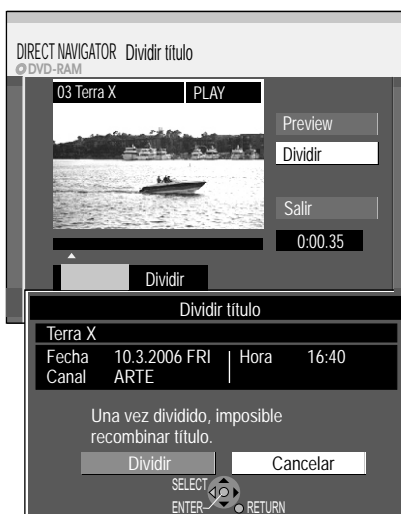 DIRECT NAVIGATOR Dividir título
DVD-RAM
03 Terra X PLAY
Preview
Dividir
Salir
0:00.35
Dividir
Dividir título
Terra X
Fecha 10.3.2006 FRI Hora 16:40
Canal ARTE
Una vez dividido, imposible
recombinar título.
Dividir Cancelar
SELECT
ENTER RETURN